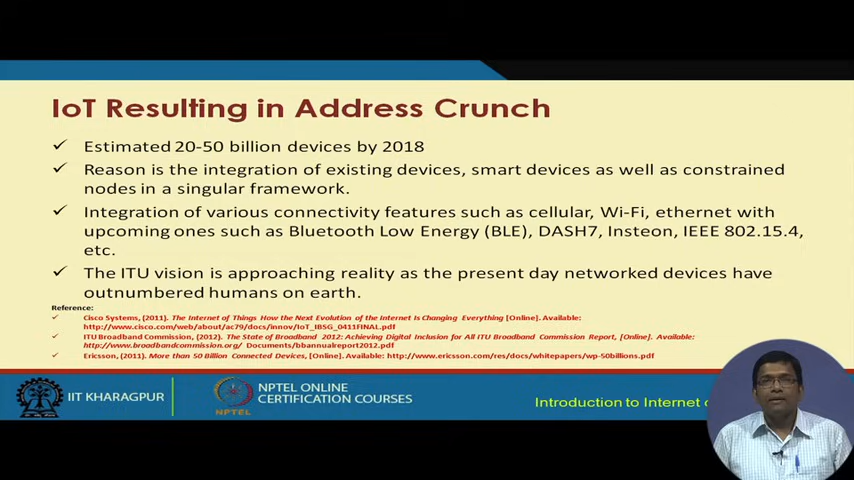 IoT Resulting in Address Crunch
✓ Estimated 20-50 billion devices by 2018
✓ Reason is the integration of existing devices, smart devices as well as constrained
nodes in a singular framework.
✓ Integration of various connectivity features such as cellular, Wi-Fi, ethernet with
upcoming ones such as Bluetooth Low Energy (BLE), DASH7, Insteon, IEEE 802.15.4,
etc.
✓ The ITU vision is approaching reality as the present day networked devices have
outnumbered humans on earth.
Reference:
✓ Cisco Systems, (2011). The Internet of Things How the Next Evolution of the Internet Is Changing Everything [Online]. Available:
http://www.cisco.com/web/about/ac79/docs/innov/IoT_IBSG_0411FINAL.pdf
✓ ITU Broadband Commission, (2012). The State of Broadband 2012: Achieving Digital Inclusion for All ITU Broadband Commission Report, [Online]. Available:
http://www.broadbandcommission.org/ Documents/bbannualreport2012.pdf
✓ Ericsson, (2011). More than 50 Billion Connected Devices, [Online]. Available: http://www.ericsson.com/res/docs/whitepapers/wp-50billions.pdf
IIT KHARAGPUR
NPTEL
NPTEL ONLINE
CERTIFICATION COURSES
Introduction to Internet